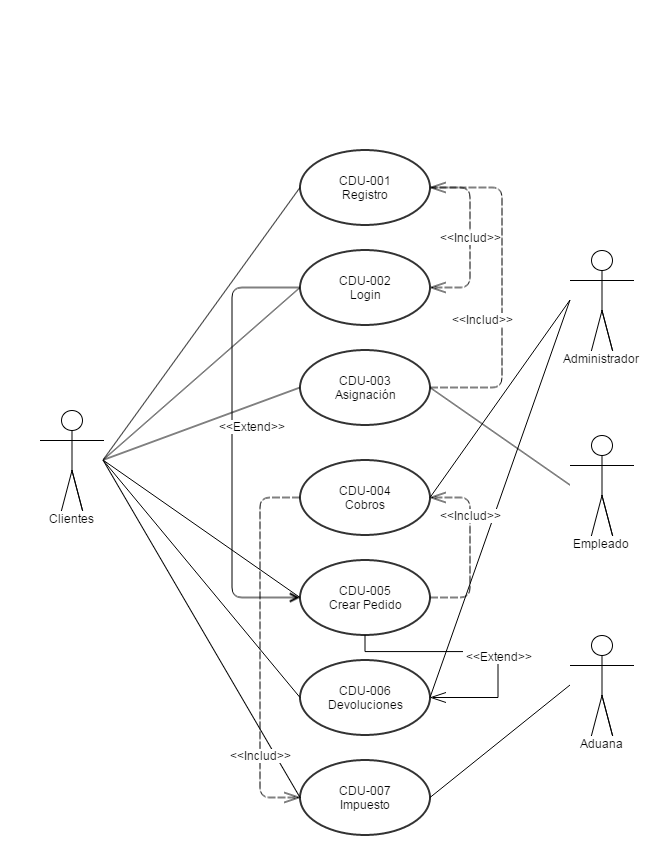 CDU-001
Registro
<<Includ>>
CDU-002
Login
<<Includ>>
Administrador
CDU-003
Asignación
<<Extend>>
Clientes
CDU-004
Cobros
<<Includ>>
Empleado
CDU-005
Crear Pedido
<<Extend>>
CDU-006
Devoluciones
Aduana
<<Includ>>
CDU-007
Impuesto